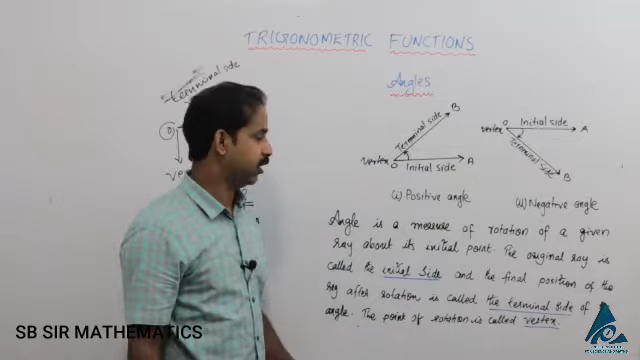 TRIGONOMETRIC FUNCTIONS
Angles
terminal side
O
B
Terminal side
vertex O
Initial side
A
(i) Positive angle
O Initial side
vertex
A
Terminal side
B
(ii) Negative angle
Angle is a measure of rotation of a given
ray about its initial point. The original ray is
called the initial side and the final position of the
ray after rotation is called the terminal side of
angle. The point of rotation is called vertex.
SB SIR MATHEMATICS